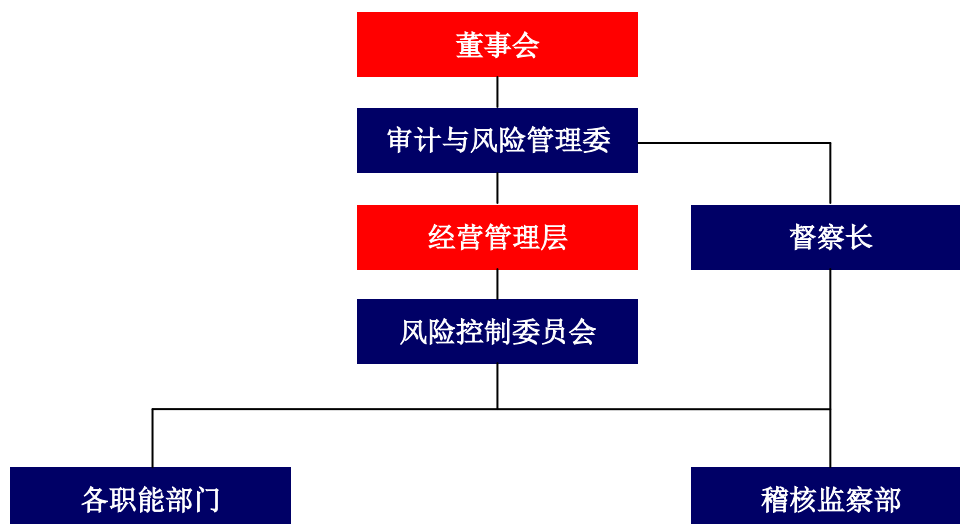 董事会
审计与风险管理委
经营管理层
督察长
风险控制委员会
各职能部门
稽核监察部